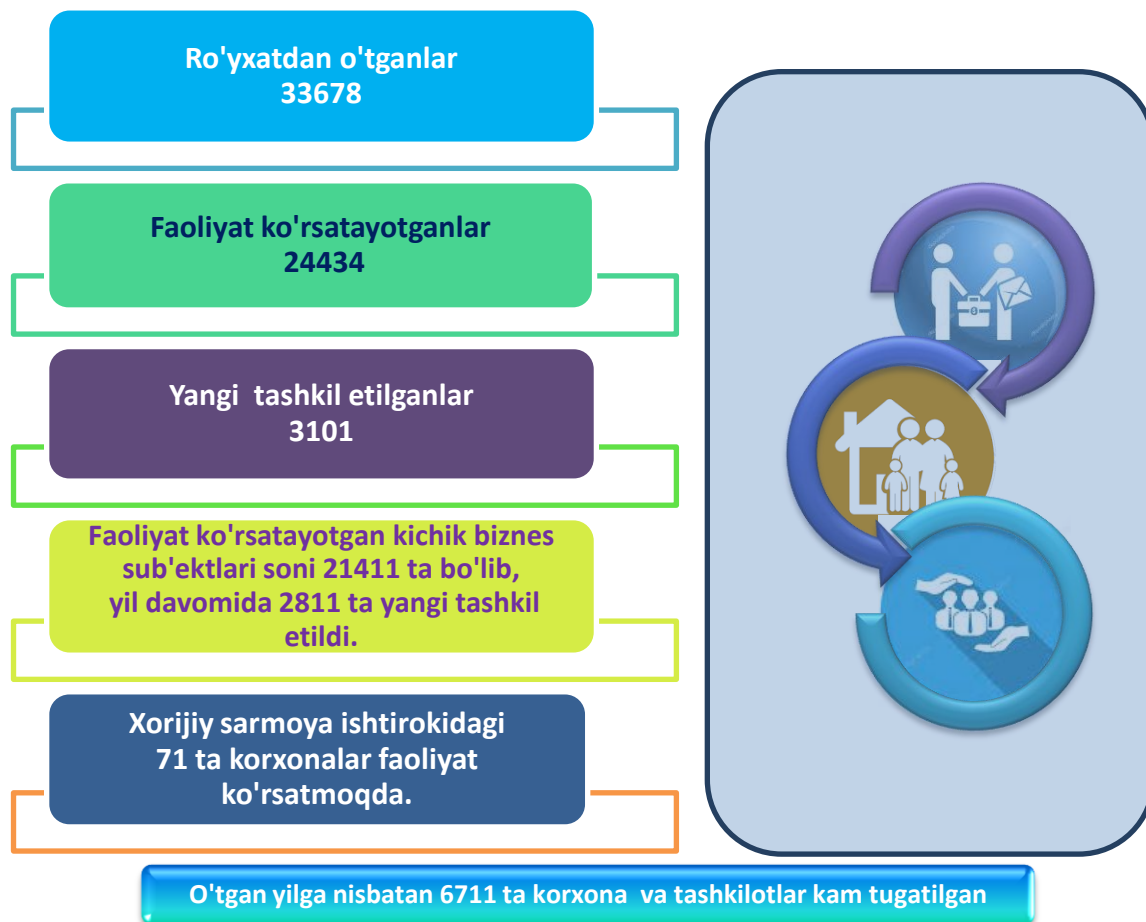 Ro'yxatdan o'tganlar
33678
Faoliyat ko'rsatayotganlar
24434
Yangi tashkil etilganlar
3101
Faoliyat ko'rsatayotgan kichik biznes
sub'ektlari soni 21411 ta bo'lib,
yil davomida 2811 ta yangi tashkil
etildi.
Xorijiy sarmoya ishtirokidagi
71 ta korxonalar faoliyat
ko'rsatmoqda.
O'tgan yilga nisbatan 6711 ta korxona va tashkilotlar kam tugatilgan